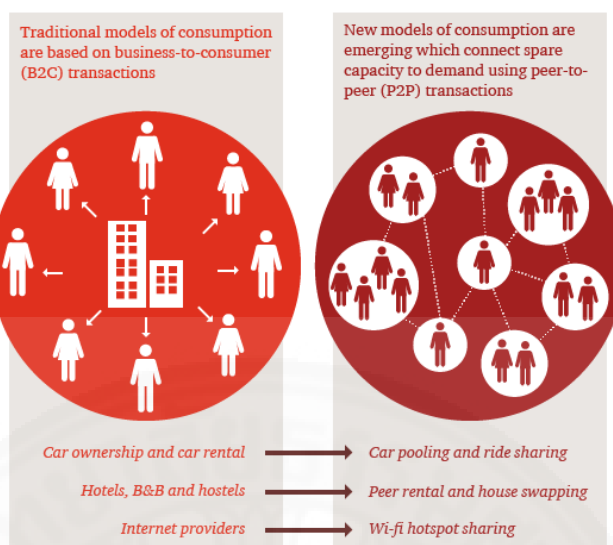 Traditional models of consumption
are based on business-to-consumer
(B2C) transactions
New models of consumption are
emerging which connect spare
capacity to demand using peer-to-
peer (P2P) transactions
Car ownership and car rental
Car pooling and ride sharing
Hotels, B&B and hostels
Peer rental and house swapping
Internet providers
Wi-fi hotspot sharing